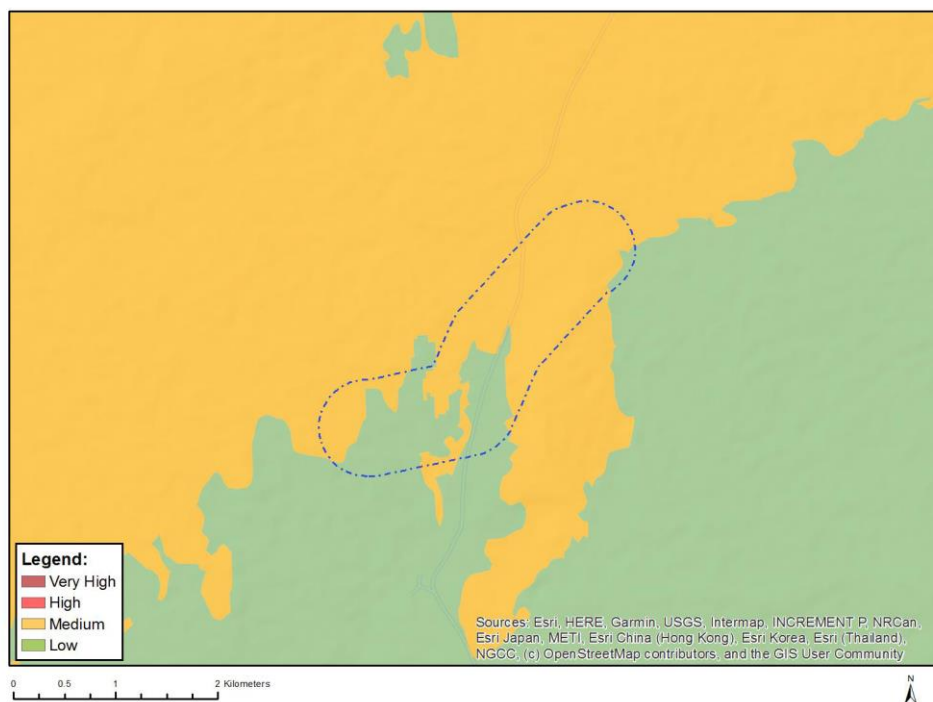 Legend:
Very High
High
Medium
Low
Sources: Esri, HERE, Garmin, USGS, Intermap, INCREMENT P, NRCan,
Esri Japan, METI, Esri China (Hong Kong), Esri Korea, Esri (Thailand),
NGCC, (c) OpenStreetMap contributors, and the GIS User Community
0 0.5 1 2 Kilometers
N